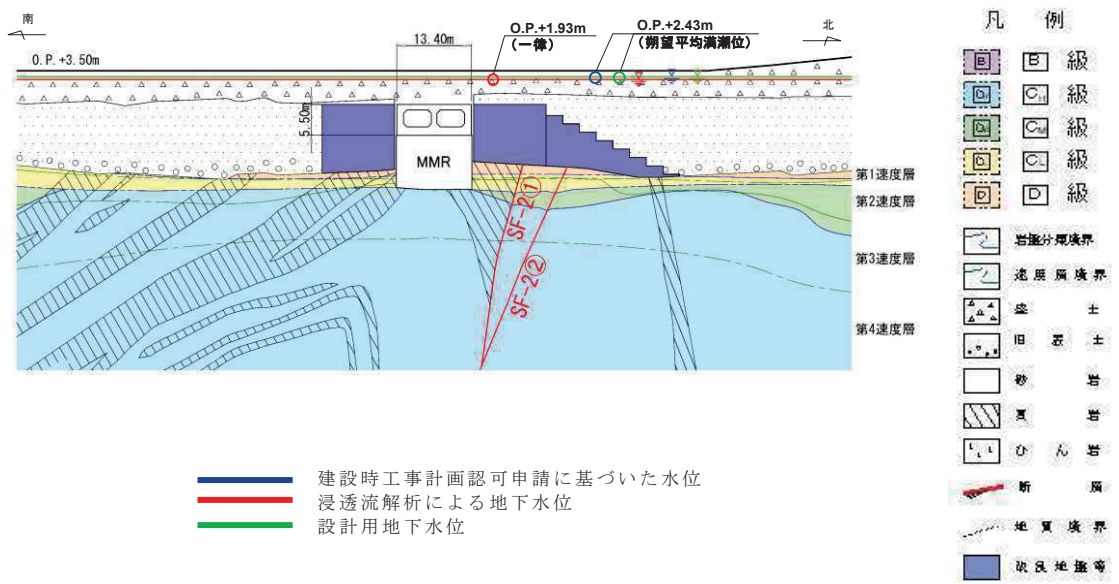 南
北
O.P.+1.93m
(一律)
O.P.+2.43m
(朔望平均満潮位)
13.40m
O.P.+3.50m
5.50m
MMR
SF-2①
SF-2②
第1速度層
第2速度層
第3速度層
第4速度層
建設時工事計画認可申請に基づいた水位
浸透流解析による地下水位
設計用地下水位
凡 例
B B 級
CH CH 級
CM CM 級
CL CL 級
D D 級
岩盤分類境界
速度層境界
盛 土
旧 表 土
砂 岩
頁 岩
ひ ん 岩
断 層
地 質 境 界
改 良 地 盤 等